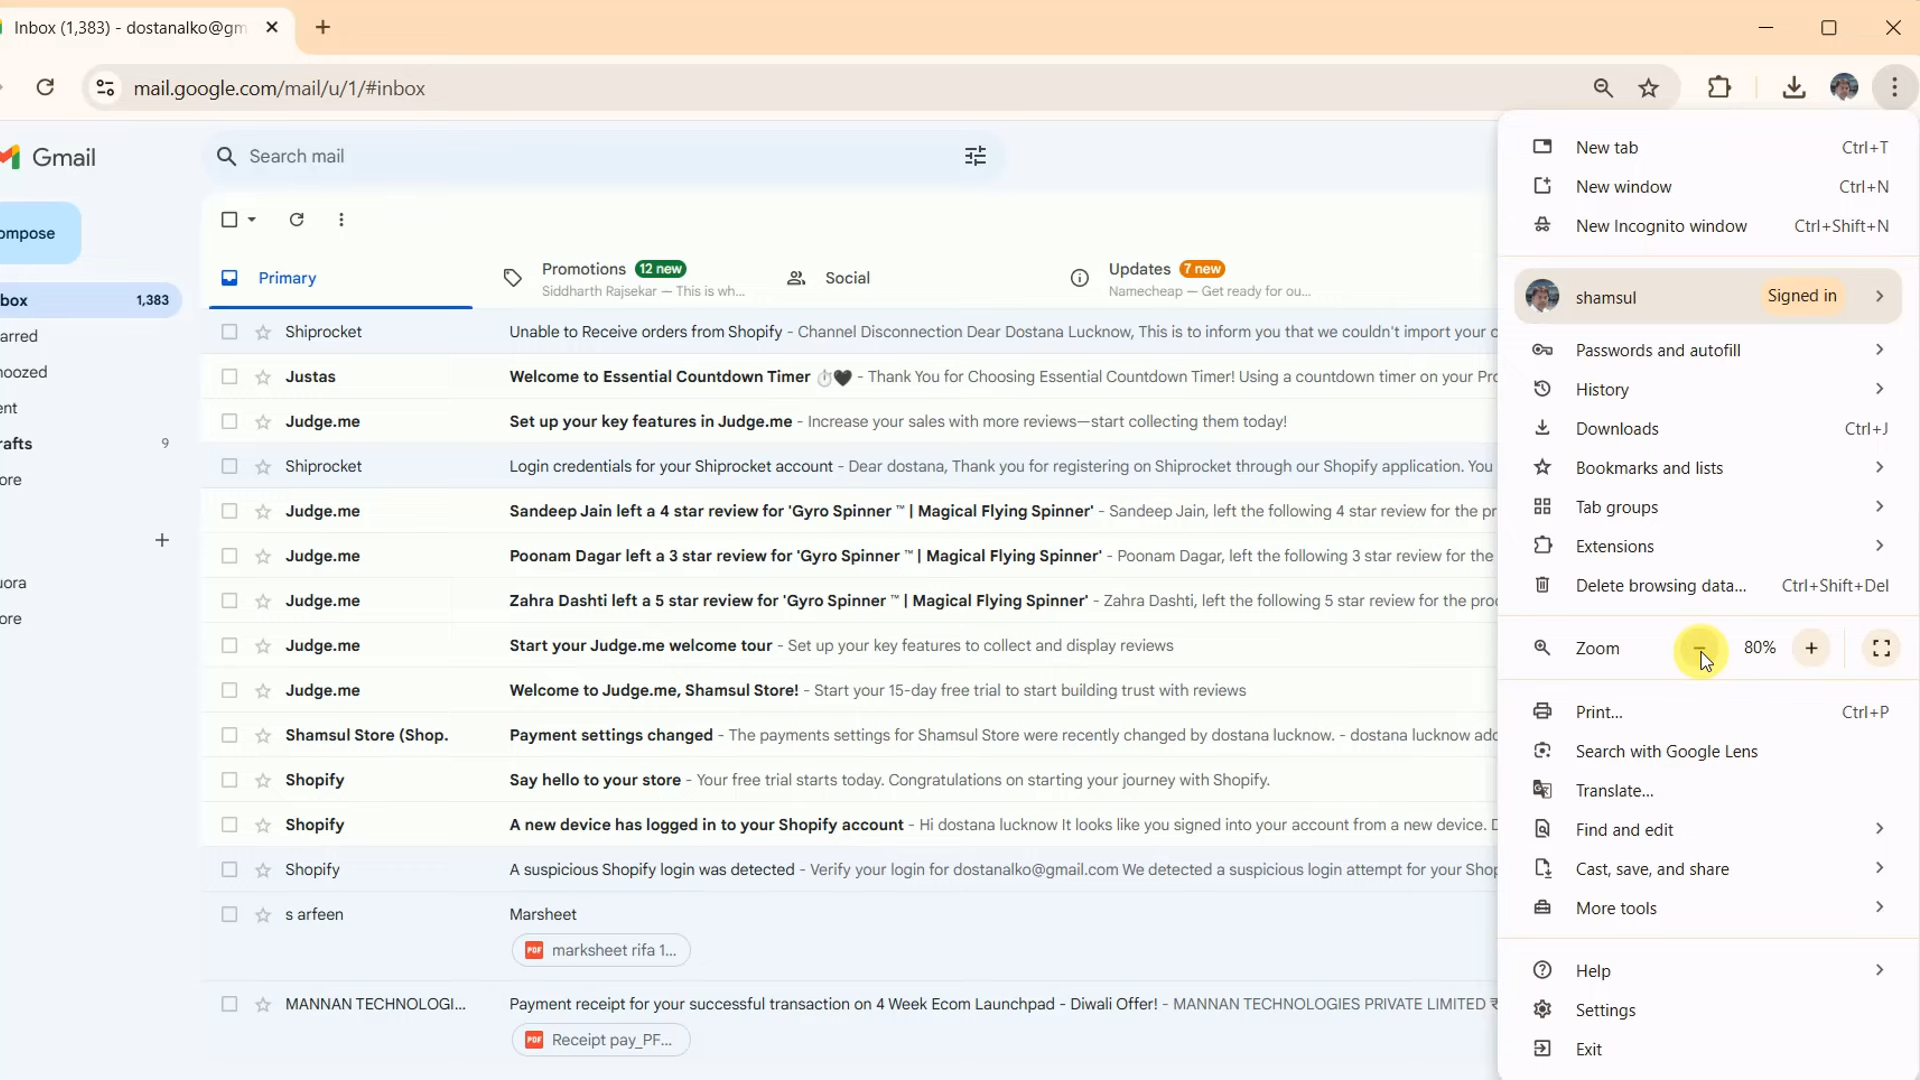 Inbox (1,383) - dostanalko@gm
mail.google.com/mail/u/1/#inbox
Gmail
Search mail
ompose
box 1,383
arred
noozed
ent
rafts 9
ore
uora
ore
Primary
Promotions 12 new
Siddharth Rajsekar — This is wh...
Social
Updates 7 new
Namecheap — Get ready for ou...
Shiprocket Unable to Receive orders from Shopify - Channel Disconnection Dear Dostana Lucknow, This is to inform you that we couldn't import your o
Justas Welcome to Essential Countdown Timer ⏱️🖤 - Thank You for Choosing Essential Countdown Timer! Using a countdown timer on your Pro
Judge.me Set up your key features in Judge.me - Increase your sales with more reviews—start collecting them today!
Shiprocket Login credentials for your Shiprocket account - Dear dostana, Thank you for registering on Shiprocket through our Shopify application. You
Judge.me Sandeep Jain left a 4 star review for 'Gyro Spinner ™ | Magical Flying Spinner' - Sandeep Jain, left the following 4 star review for the pr
Judge.me Poonam Dagar left a 3 star review for 'Gyro Spinner ™ | Magical Flying Spinner' - Poonam Dagar, left the following 3 star review for the
Judge.me Zahra Dashti left a 5 star review for 'Gyro Spinner ™ | Magical Flying Spinner' - Zahra Dashti, left the following 5 star review for the proc
Judge.me Start your Judge.me welcome tour - Set up your key features to collect and display reviews
Judge.me Welcome to Judge.me, Shamsul Store! - Start your 15-day free trial to start building trust with reviews
Shamsul Store (Shop. Payment settings changed - The payments settings for Shamsul Store were recently changed by dostana lucknow. - dostana lucknow add
Shopify Say hello to your store - Your free trial starts today. Congratulations on starting your journey with Shopify.
Shopify A new device has logged in to your Shopify account - Hi dostana lucknow It looks like you signed into your account from a new device. D
Shopify A suspicious Shopify login was detected - Verify your login for dostanalko@gmail.com We detected a suspicious login attempt for your Shop
s arfeen Marsheet
PDF marksheet rifa 1...
MANNAN TECHNOLOGI... Payment receipt for your successful transaction on 4 Week Ecom Launchpad - Diwali Offer! - MANNAN TECHNOLOGIES PRIVATE LIMITED ₹
PDF Receipt pay_PF...
New tab Ctrl+T
New window Ctrl+N
New Incognito window Ctrl+Shift+N
shamsul Signed in
Passwords and autofill
History
Downloads Ctrl+J
Bookmarks and lists
Tab groups
Extensions
Delete browsing data... Ctrl+Shift+Del
Zoom − 80% +
Print... Ctrl+P
Search with Google Lens
Translate...
Find and edit
Cast, save, and share
More tools
Help
Settings
Exit